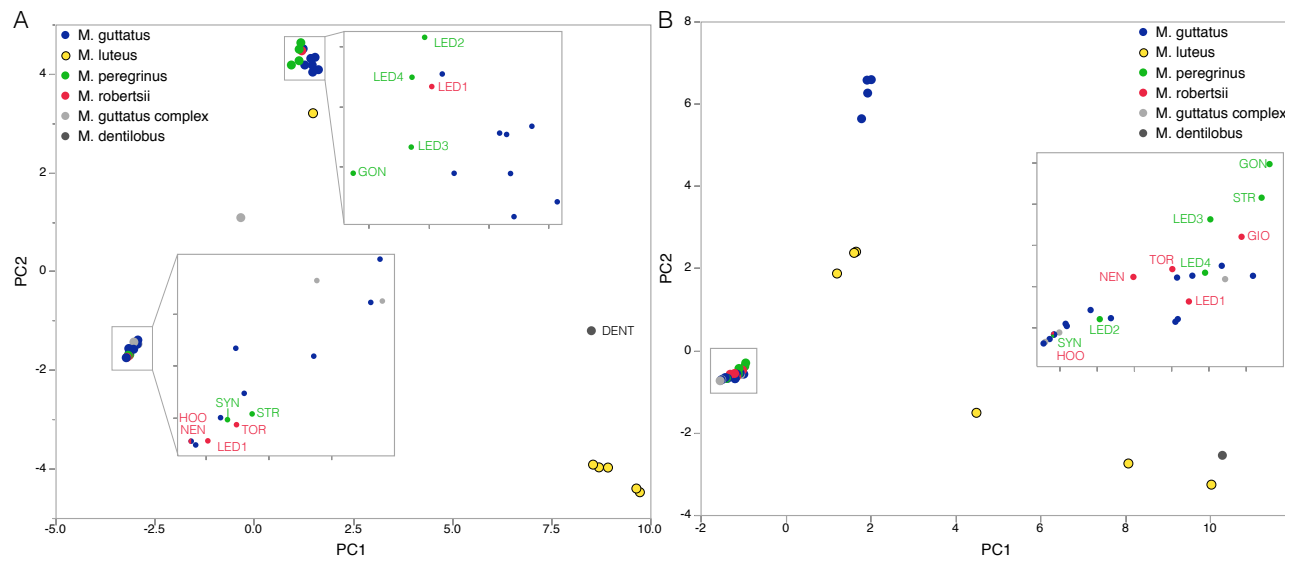 A
M. guttatus
M. luteus
M. peregrinus
M. robertsii
M. guttatus complex
M. dentilobus
LED2
LED4
LED1
LED3
GON
DENT
SYN
STR
HOO
NEN
TOR
LED1
4
2
0
-2
-4
PC2
-5.0
-2.5
0.0
2.5
5.0
7.5
10.0
PC1
B
M. guttatus
M. luteus
M. peregrinus
M. robertsii
M. guttatus complex
M. dentilobus
GON
STR
LED3
GIO
TOR
LED4
NEN
LED1
LED2
SYN
HOO
8
6
4
2
0
-2
-4
PC2
-2
0
2
4
6
8
10
PC1